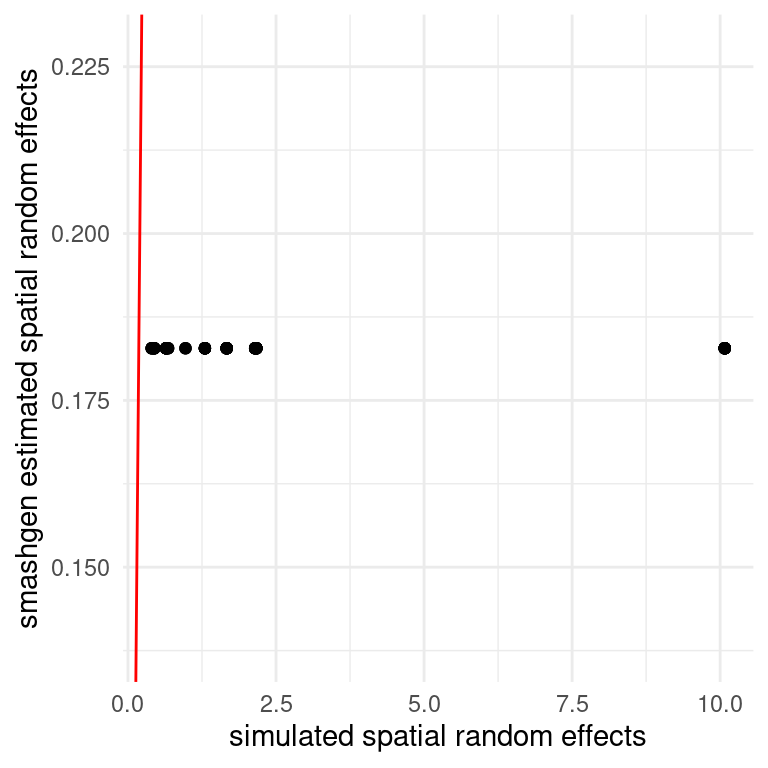 smashgen estimated spatial random effects
0.225
0.200
0.175
0.150
0.0 2.5 5.0 7.5 10.0
simulated spatial random effects